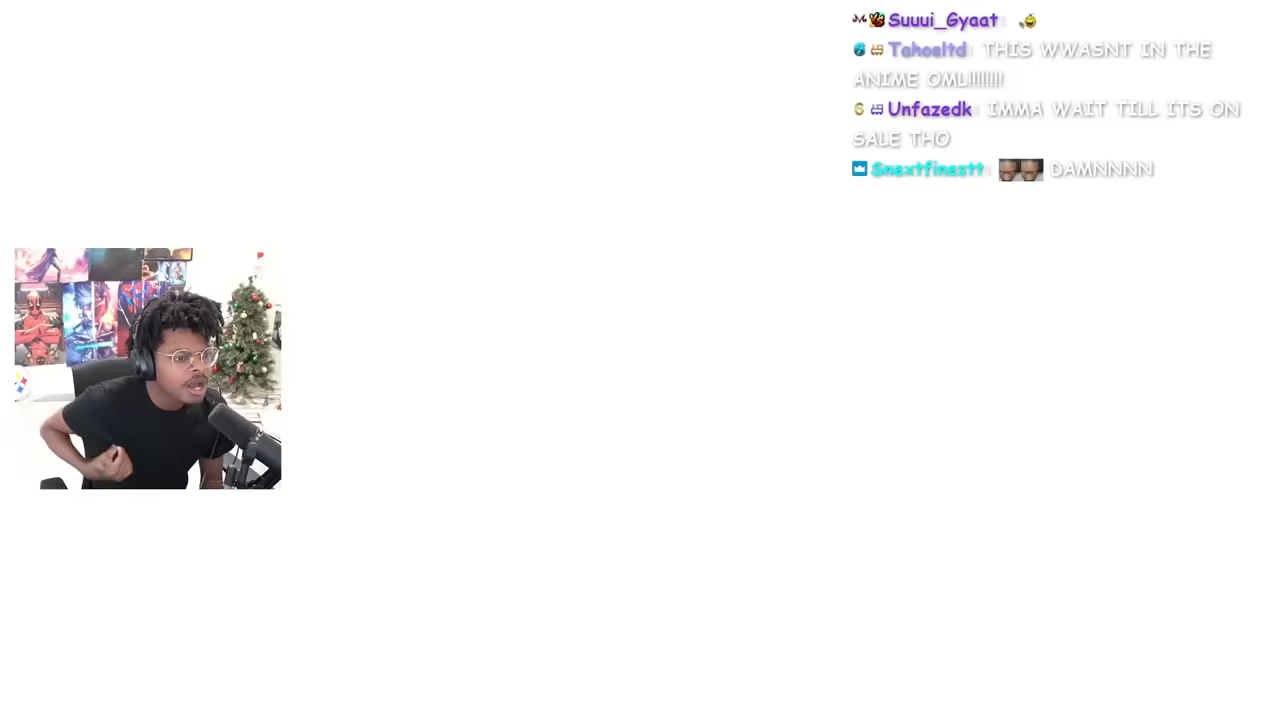 Suuui_Gyaat:
Tahoeltd: THIS WWASNT IN THE
ANIME OML!!!!!!!
Unfazedk: IMMA WAIT TILL ITS ON
SALE THO
Snextfinestt: DAMNNNN